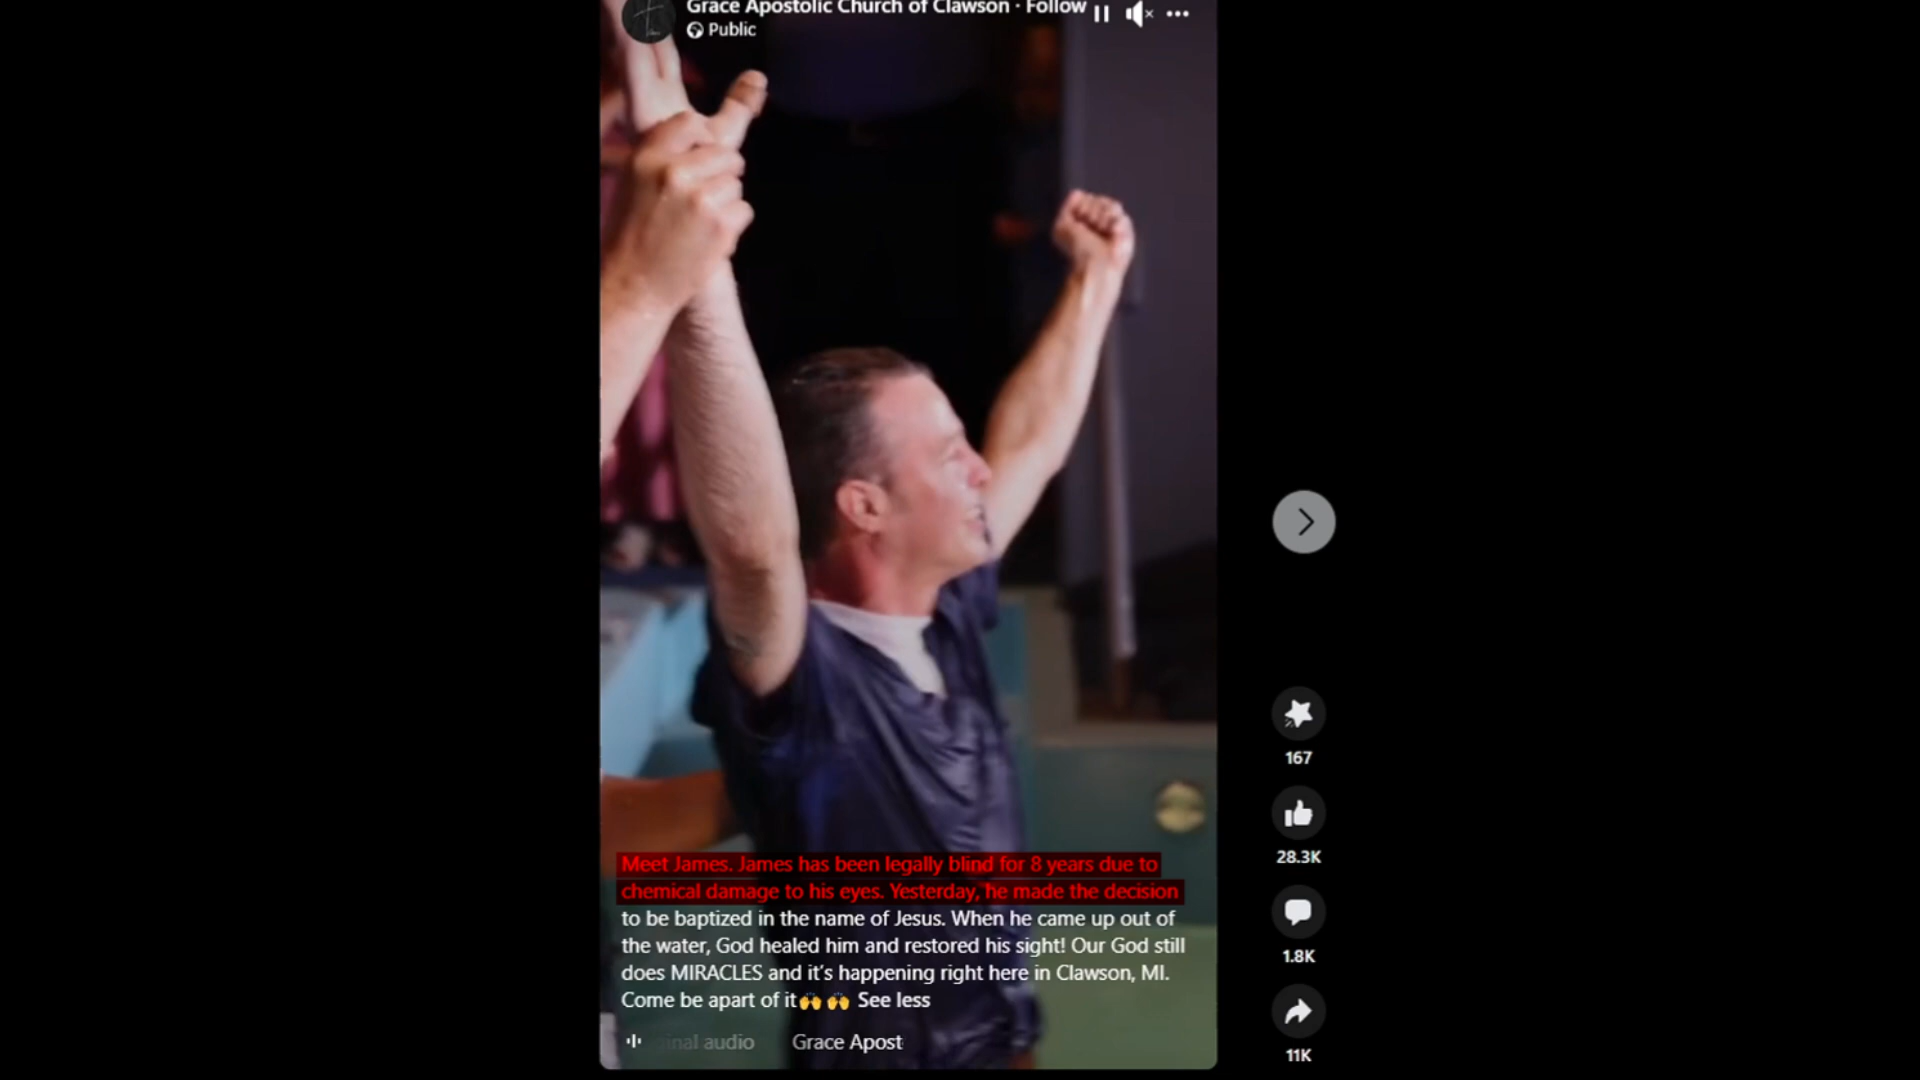 Grace Apostolic Church of Clawson · Follow
Public
167
28.3K
Meet James. James has been legally blind for 8 years due to
chemical damage to his eyes. Yesterday, he made the decision
to be baptized in the name of Jesus. When he came up out of
the water, God healed him and restored his sight! Our God still
does MIRACLES and it's happening right here in Clawson, MI.
Come be apart of it🙌 🙌 See less
1.8K
inal audio Grace Apost
11K